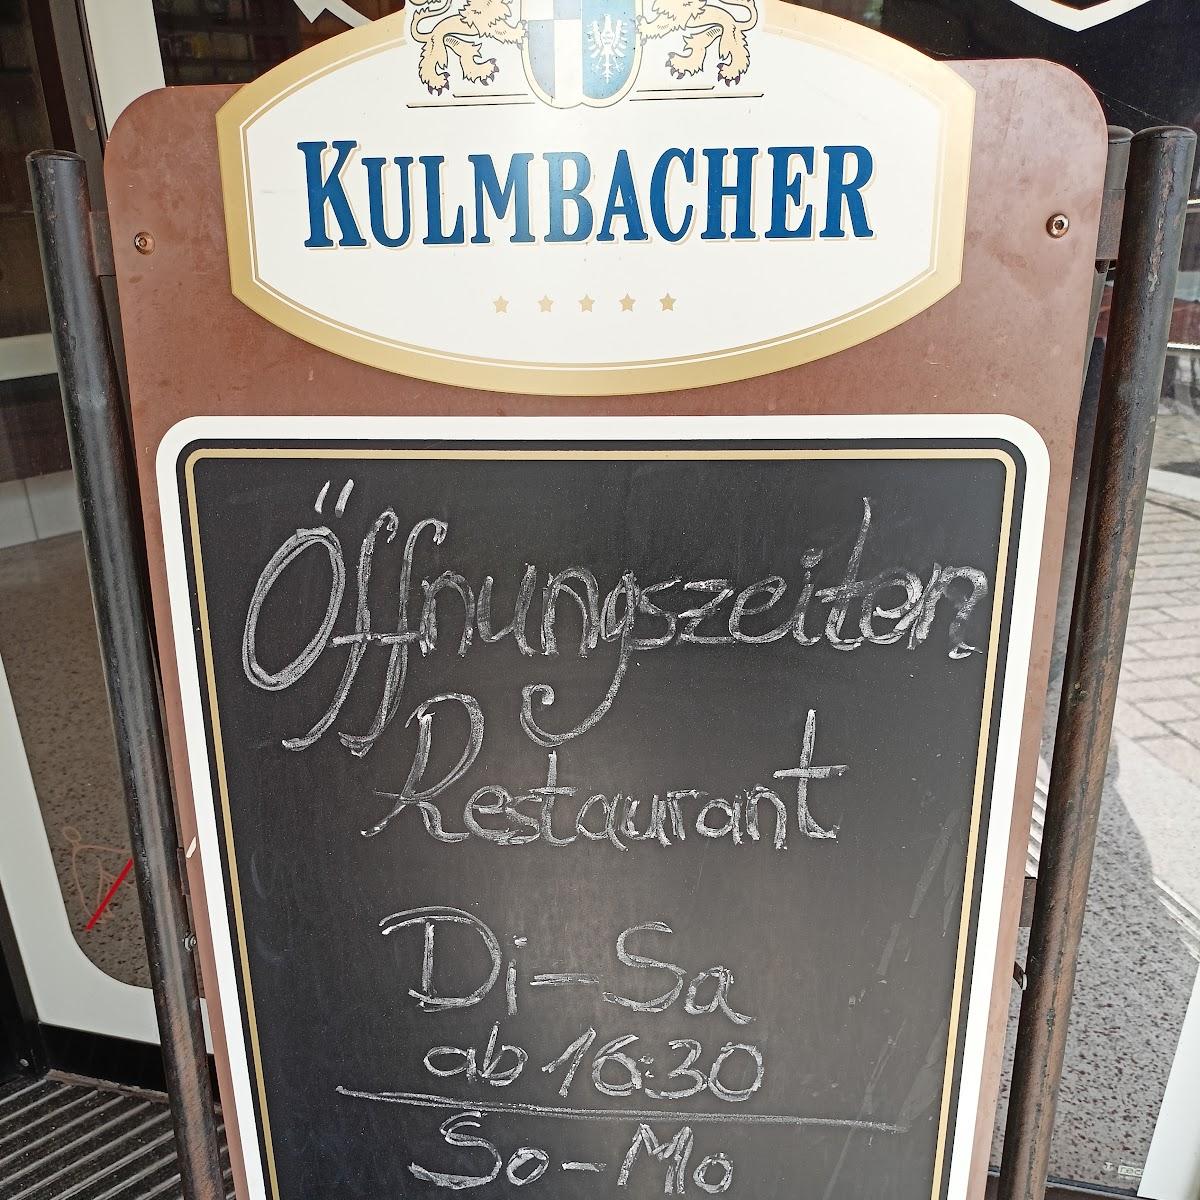 KULMBACHER
Öffnungszeiten
Restaurant
Di-Sa
ab 16:30
So-Mo